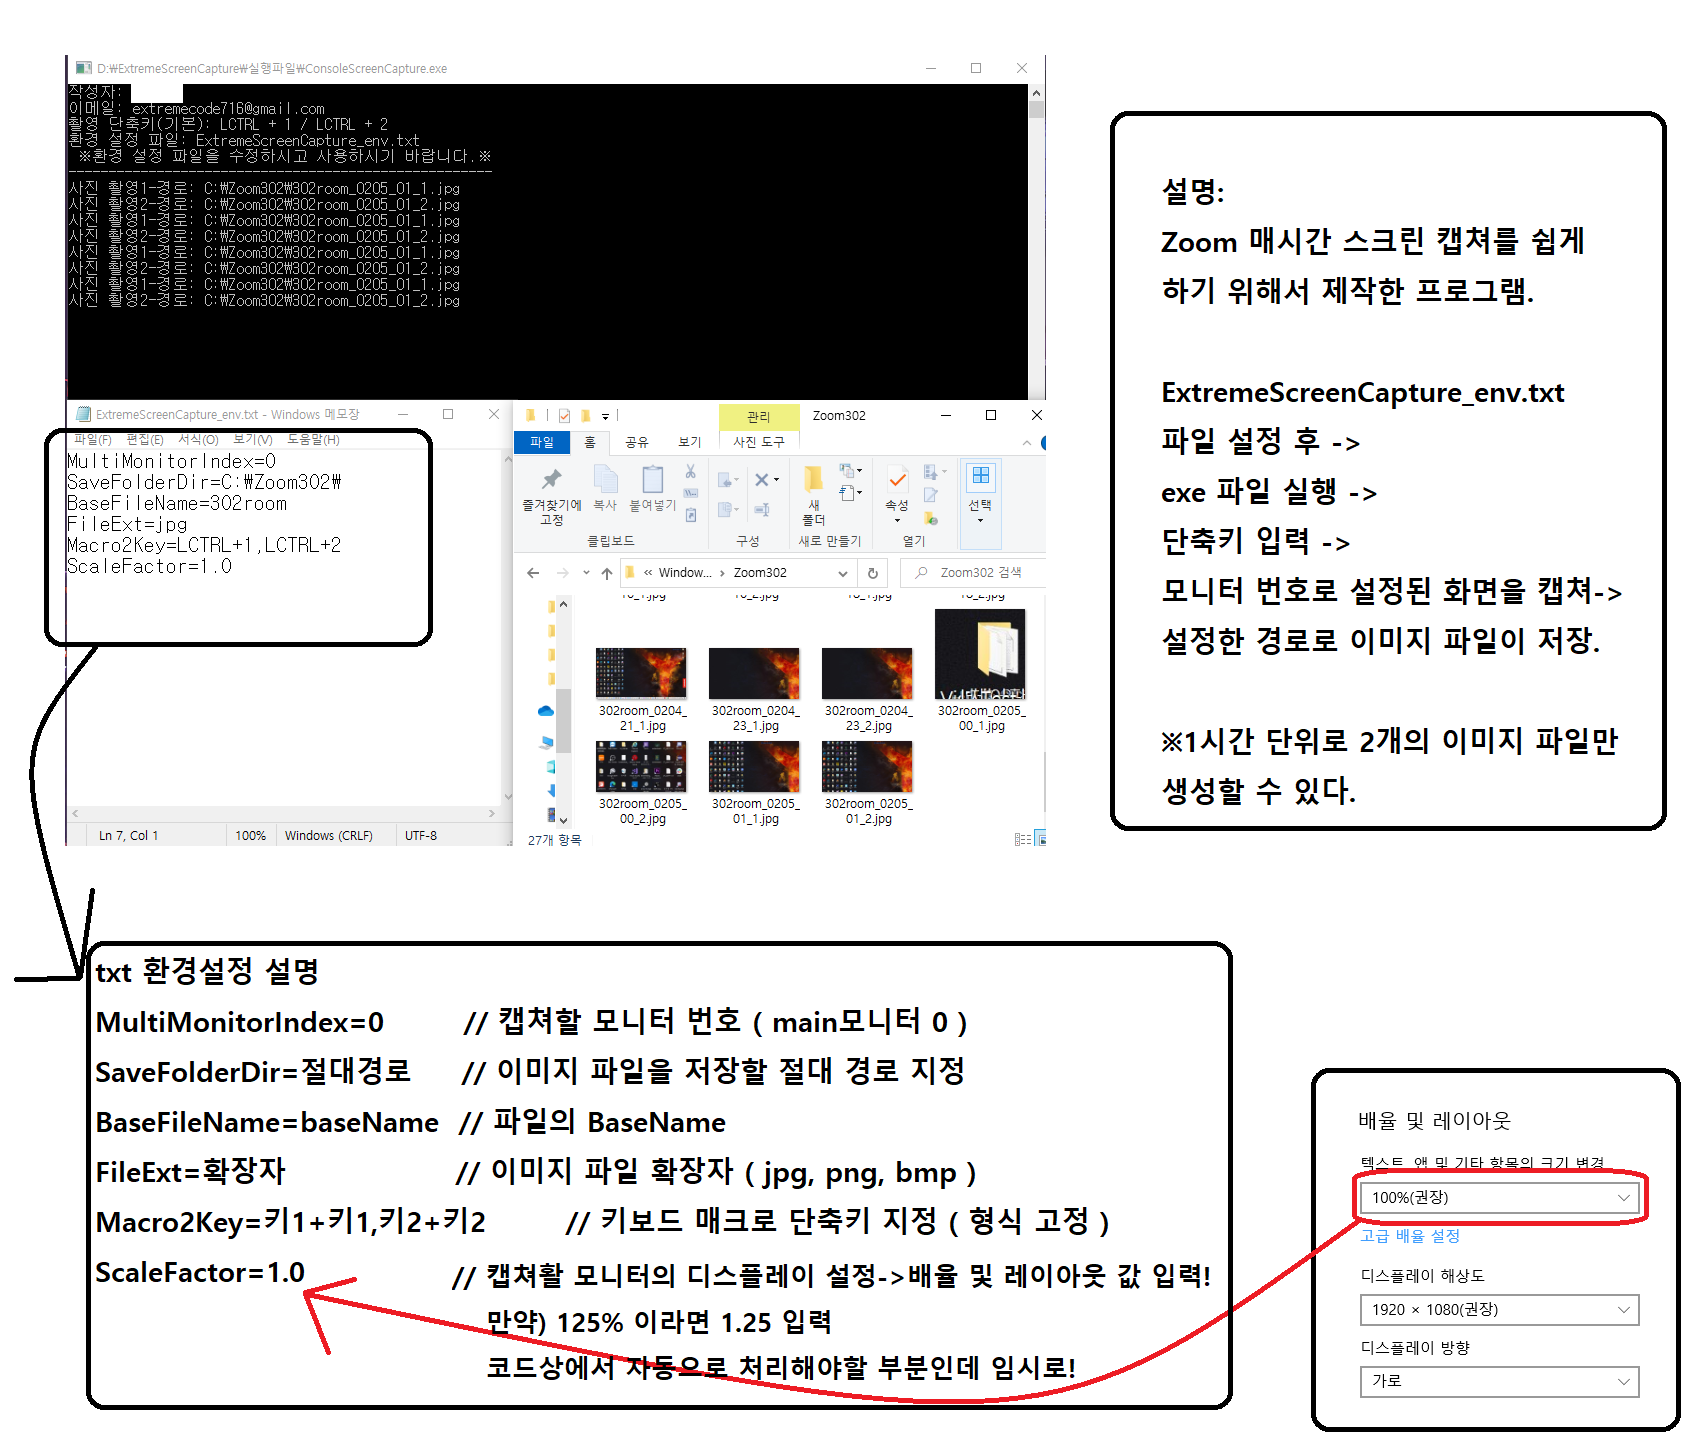 D:\ExtremeScreenCapture\실행파일\ConsoleScreenCapture.exe
작성자:
이메일: extremecode716@gmail.com
촬영 단축키(기본): LCTRL + 1 / LCTRL + 2
환경 설정 파일: ExtremeScreenCapture_env.txt
※환경 설정 파일을 수정하시고 사용하시기 바랍니다.※
-----------------------------------------------------
사진 촬영1-경로: C:\Zoom302\302room_0205_01_1.jpg
사진 촬영2-경로: C:\Zoom302\302room_0205_01_2.jpg
사진 촬영1-경로: C:\Zoom302\302room_0205_01_1.jpg
사진 촬영2-경로: C:\Zoom302\302room_0205_01_2.jpg
사진 촬영1-경로: C:\Zoom302\302room_0205_01_1.jpg
사진 촬영2-경로: C:\Zoom302\302room_0205_01_2.jpg
사진 촬영1-경로: C:\Zoom302\302room_0205_01_1.jpg
사진 촬영2-경로: C:\Zoom302\302room_0205_01_2.jpg
ExtremeScreenCapture_env.txt - Windows 메모장
파일(F) 편집(E) 서식(O) 보기(V) 도움말(H)
MultiMonitorIndex=0
SaveFolderDir=C:\Zoom302\
BaseFileName=302room
FileExt=jpg
Macro2Key=LCTRL+1,LCTRL+2
ScaleFactor=1.0
Ln 7, Col 1 100% Windows (CRLF) UTF-8
관리 Zoom302
파일 홈 공유 보기 사진 도구
즐겨찾기에 고정 복사 붙여넣기
새 폴더
속성
선택
클립보드 구성 새로 만들기 열기
« Windows... > Zoom302
Zoom302 검색
302room_0204_21_1.jpg
302room_0204_23_1.jpg
302room_0204_23_2.jpg
302room_0205_00_1.jpg
302room_0205_00_2.jpg
302room_0205_01_1.jpg
302room_0205_01_2.jpg
27개 항목
설명:
Zoom 매시간 스크린 캡쳐를 쉽게
하기 위해서 제작한 프로그램.
ExtremeScreenCapture_env.txt
파일 설정 후 ->
exe 파일 실행 ->
단축키 입력 ->
모니터 번호로 설정된 화면을 캡쳐->
설정한 경로로 이미지 파일이 저장.
※1시간 단위로 2개의 이미지 파일만
생성할 수 있다.
txt 환경설정 설명
MultiMonitorIndex=0 // 캡쳐할 모니터 번호 ( main모니터 0 )
SaveFolderDir=절대경로 // 이미지 파일을 저장할 절대 경로 지정
BaseFileName=baseName // 파일의 BaseName
FileExt=확장자 // 이미지 파일 확장자 ( jpg, png, bmp )
Macro2Key=키1+키1,키2+키2 // 키보드 매크로 단축키 지정 ( 형식 고정 )
ScaleFactor=1.0 // 캡쳐활 모니터의 디스플레이 설정->배율 및 레이아웃 값 입력!
만약) 125% 이라면 1.25 입력
코드상에서 자동으로 처리해야할 부분인데 임시로!
배율 및 레이아웃
텍스트, 앱 및 기타 항목의 크기 변경
100%(권장)
고급 배율 설정
디스플레이 해상도
1920 × 1080(권장)
디스플레이 방향
가로